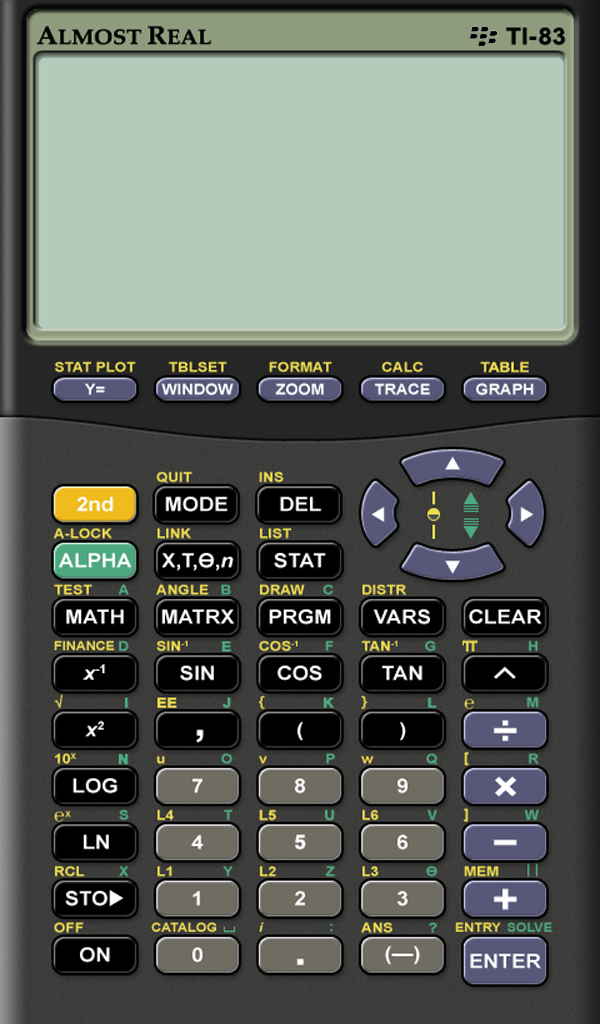 ALMOST REAL TI-83
STAT PLOT TBLSET FORMAT CALC TABLE
Y= WINDOW ZOOM TRACE GRAPH
QUIT INS
2nd MODE DEL
A-LOCK LINK LIST
ALPHA X,T,Θ,n STAT
TEST A ANGLE B DRAW C DISTR
MATH MATRX PRGM VARS CLEAR
FINANCE D SIN⁻¹ E COS⁻¹ F TAN⁻¹ G π H
x⁻¹ SIN COS TAN ^
√ I EE J { K } L e M
x² , ( ) ÷
10ˣ N u O v P w Q [ R
LOG 7 8 9 ×
eˣ S L4 T L5 U L6 V ] W
LN 4 5 6 −
RCL X L1 Y L2 Z L3 Θ MEM "
STO▶ 1 2 3 +
OFF CATALOG ␣ i : ANS ? ENTRY SOLVE
ON 0 . (—) ENTER